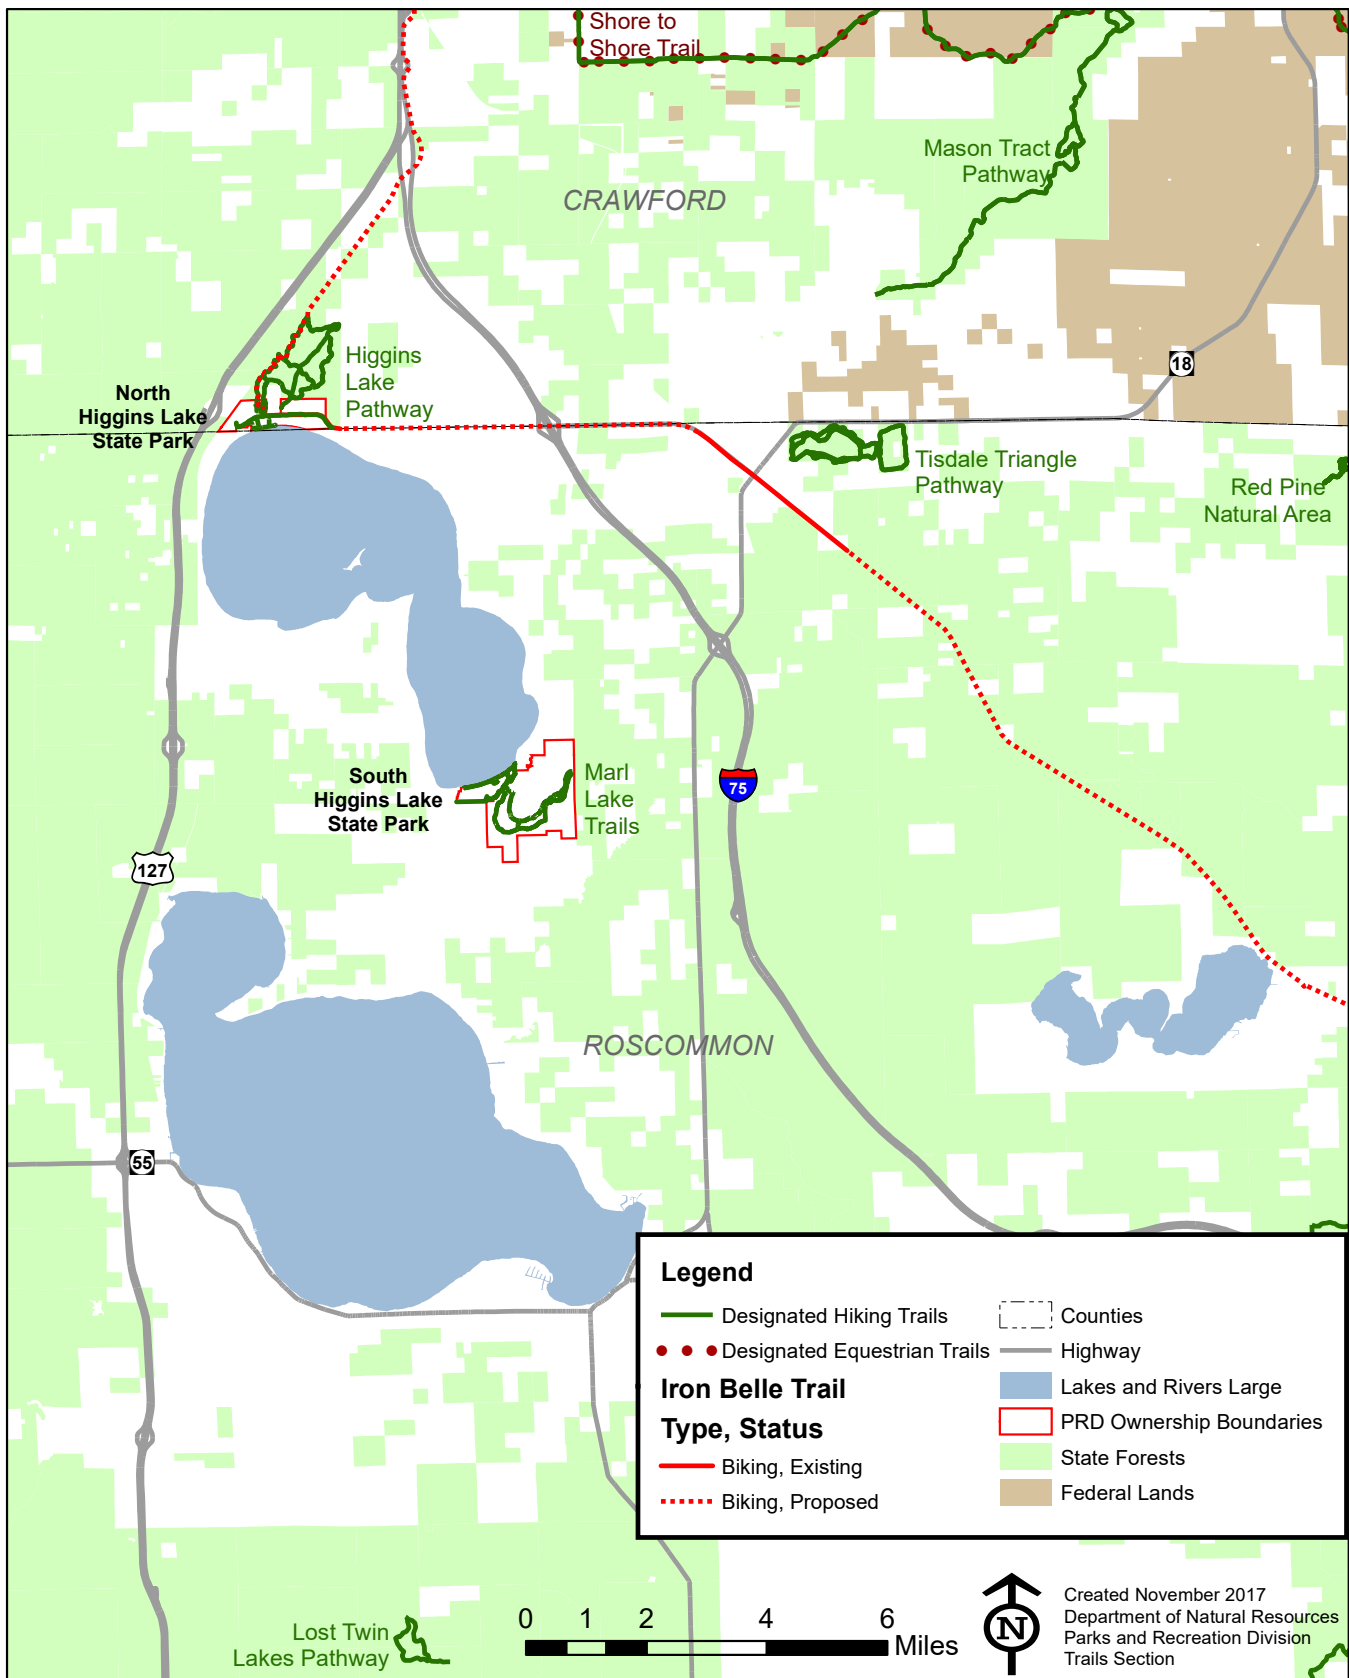 Shore to
Shore Trail
Mason Tract
Pathway
CRAWFORD
18
Higgins
Lake
Pathway
North
Higgins Lake
State Park
Tisdale Triangle
Pathway
Red Pine
Natural Area
South
Higgins Lake
State Park
Marl
Lake
Trails
75
127
ROSCOMMON
55
Legend
Designated Hiking Trails
Designated Equestrian Trails
Iron Belle Trail
Type, Status
Biking, Existing
Biking, Proposed
Counties
Highway
Lakes and Rivers Large
PRD Ownership Boundaries
State Forests
Federal Lands
Lost Twin
Lakes Pathway
0 1 2 4 6
Miles
N
Created November 2017
Department of Natural Resources
Parks and Recreation Division
Trails Section